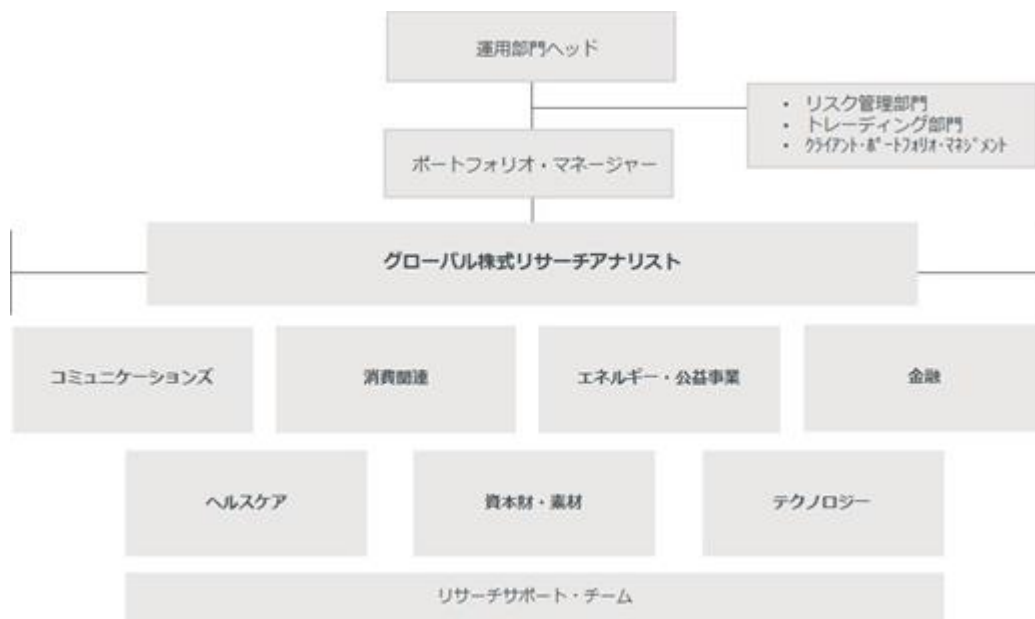 運用部門ヘッド
• リスク管理部門
• トレーディング部門
• クライアント・ポートフォリオ・マネジメント
ポートフォリオ・マネージャー
グローバル株式リサーチアナリスト
コミュニケーションズ
消費関連
エネルギー・公益事業
金融
ヘルスケア
資本財・素材
テクノロジー
リサーチサポート・チーム